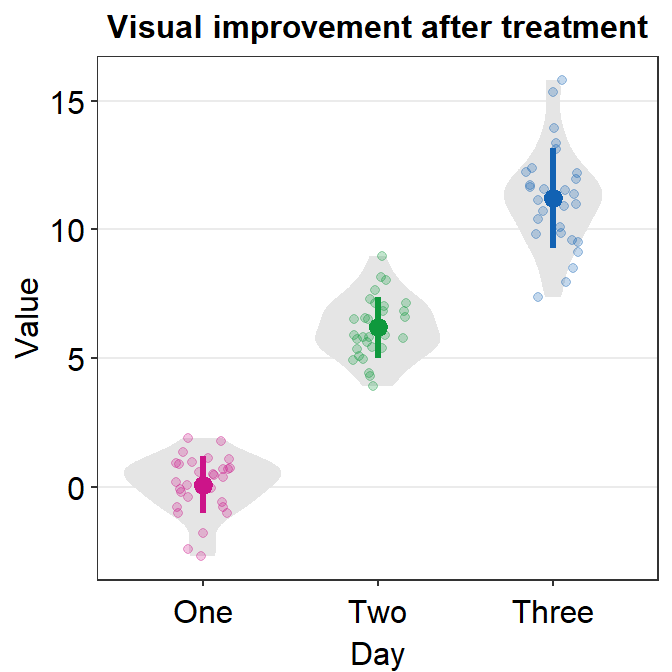 Visual improvement after treatment
15
10
5
0
Value
One Two Three
Day